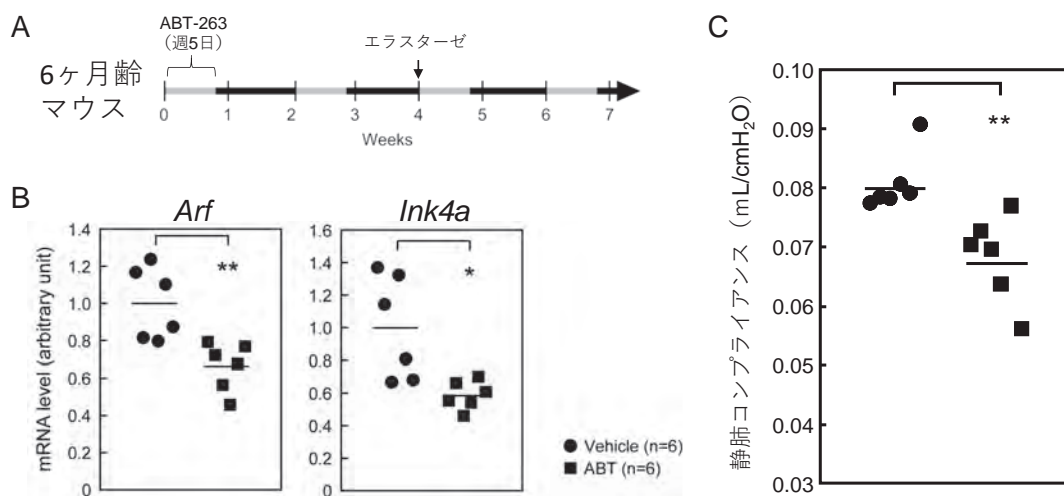 A
ABT-263
（週5日）
エラスターゼ
6ヶ月齢
マウス
0 1 2 3 4 5 6 7
Weeks
B
Arf
Ink4a
mRNA level (arbitrary unit)
1.4
1.2
1.0
0.8
0.6
0.4
0.2
0
**
1.6
1.4
1.2
1.0
0.8
0.6
0.4
0.2
0
*
Vehicle (n=6)
ABT (n=6)
C
静肺コンプライアンス（mL/cmH₂O）
0.10
0.09
0.08
0.07
0.06
0.05
0.04
0.03
**